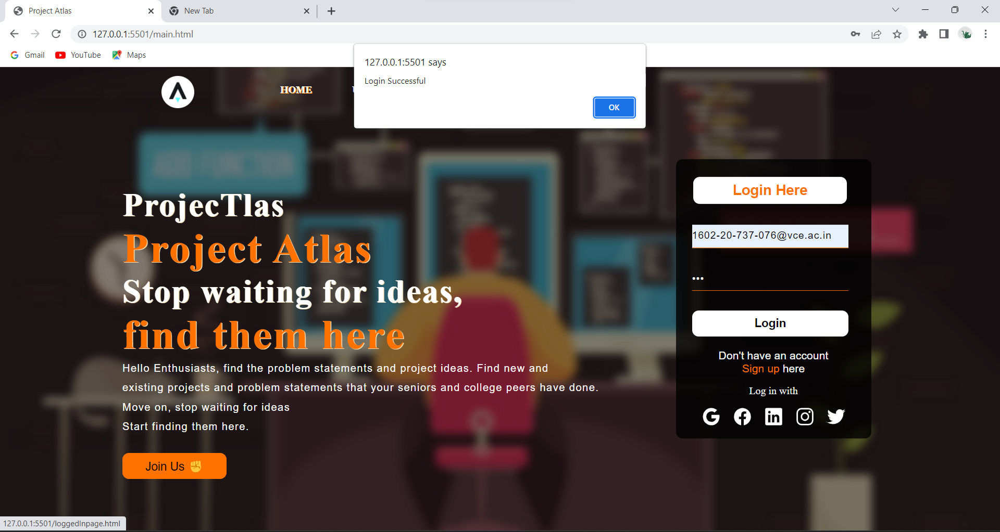 Project Atlas
New Tab
127.0.0.1:5501/main.html
Gmail
YouTube
Maps
127.0.0.1:5501 says
Login Successful
OK
HOME
ADD FUNCTION
ProjecTlas
Project Atlas
Stop waiting for ideas,
find them here
Hello Enthusiasts, find the problem statements and project ideas. Find new and
existing projects and problem statements that your seniors and college peers have done.
Move on, stop waiting for ideas
Start finding them here.
Join Us ✊
Login Here
1602-20-737-076@vce.ac.in
•••
Login
Don't have an account
Sign up here
Log in with
127.0.0.1:5501/loggedInpage.html